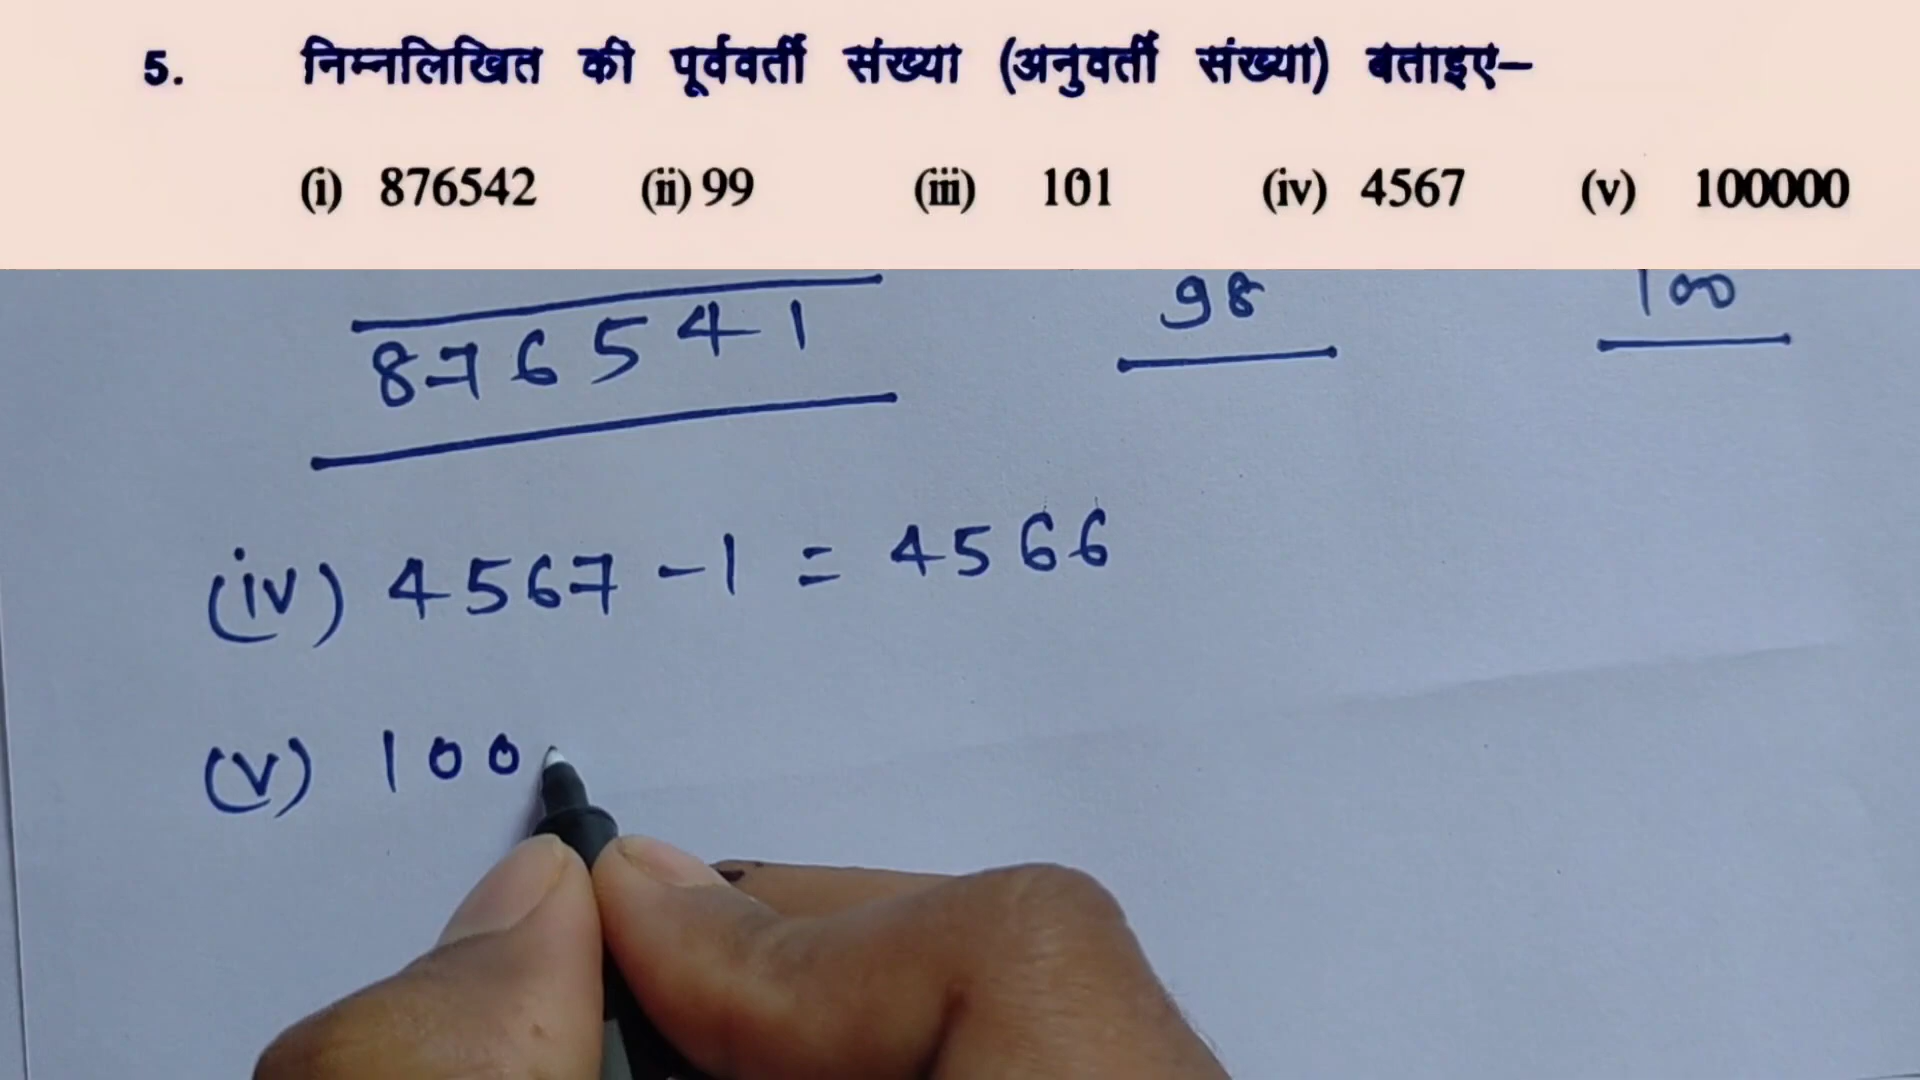 5. निम्नलिखित की पूर्ववर्ती संख्या (अनुवर्ती संख्या) बताइए–
(i) 876542 (ii) 99 (iii) 101 (iv) 4567 (v) 100000
876541 98 100
(iv) 4567 - 1 = 4566
(v) 100